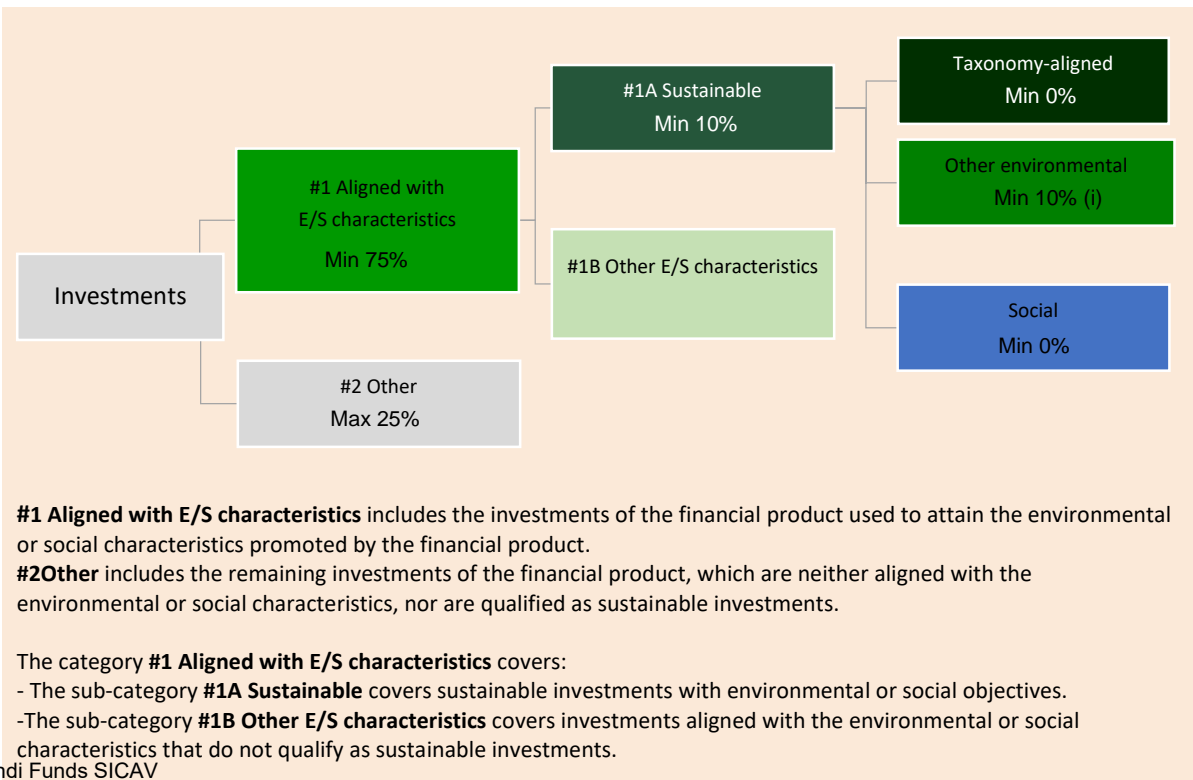 Taxonomy-aligned
Min 0%
#1A Sustainable
Min 10%
Other environmental
Min 10% (i)
#1 Aligned with
E/S characteristics
Min 75%
#1B Other E/S characteristics
Investments
Social
Min 0%
#2 Other
Max 25%
#1 Aligned with E/S characteristics includes the investments of the financial product used to attain the environmental
or social characteristics promoted by the financial product.
#2Other includes the remaining investments of the financial product, which are neither aligned with the
environmental or social characteristics, nor are qualified as sustainable investments.
The category #1 Aligned with E/S characteristics covers:
- The sub-category #1A Sustainable covers sustainable investments with environmental or social objectives.
-The sub-category #1B Other E/S characteristics covers investments aligned with the environmental or social
characteristics that do not qualify as sustainable investments.
ndi Funds SICAV